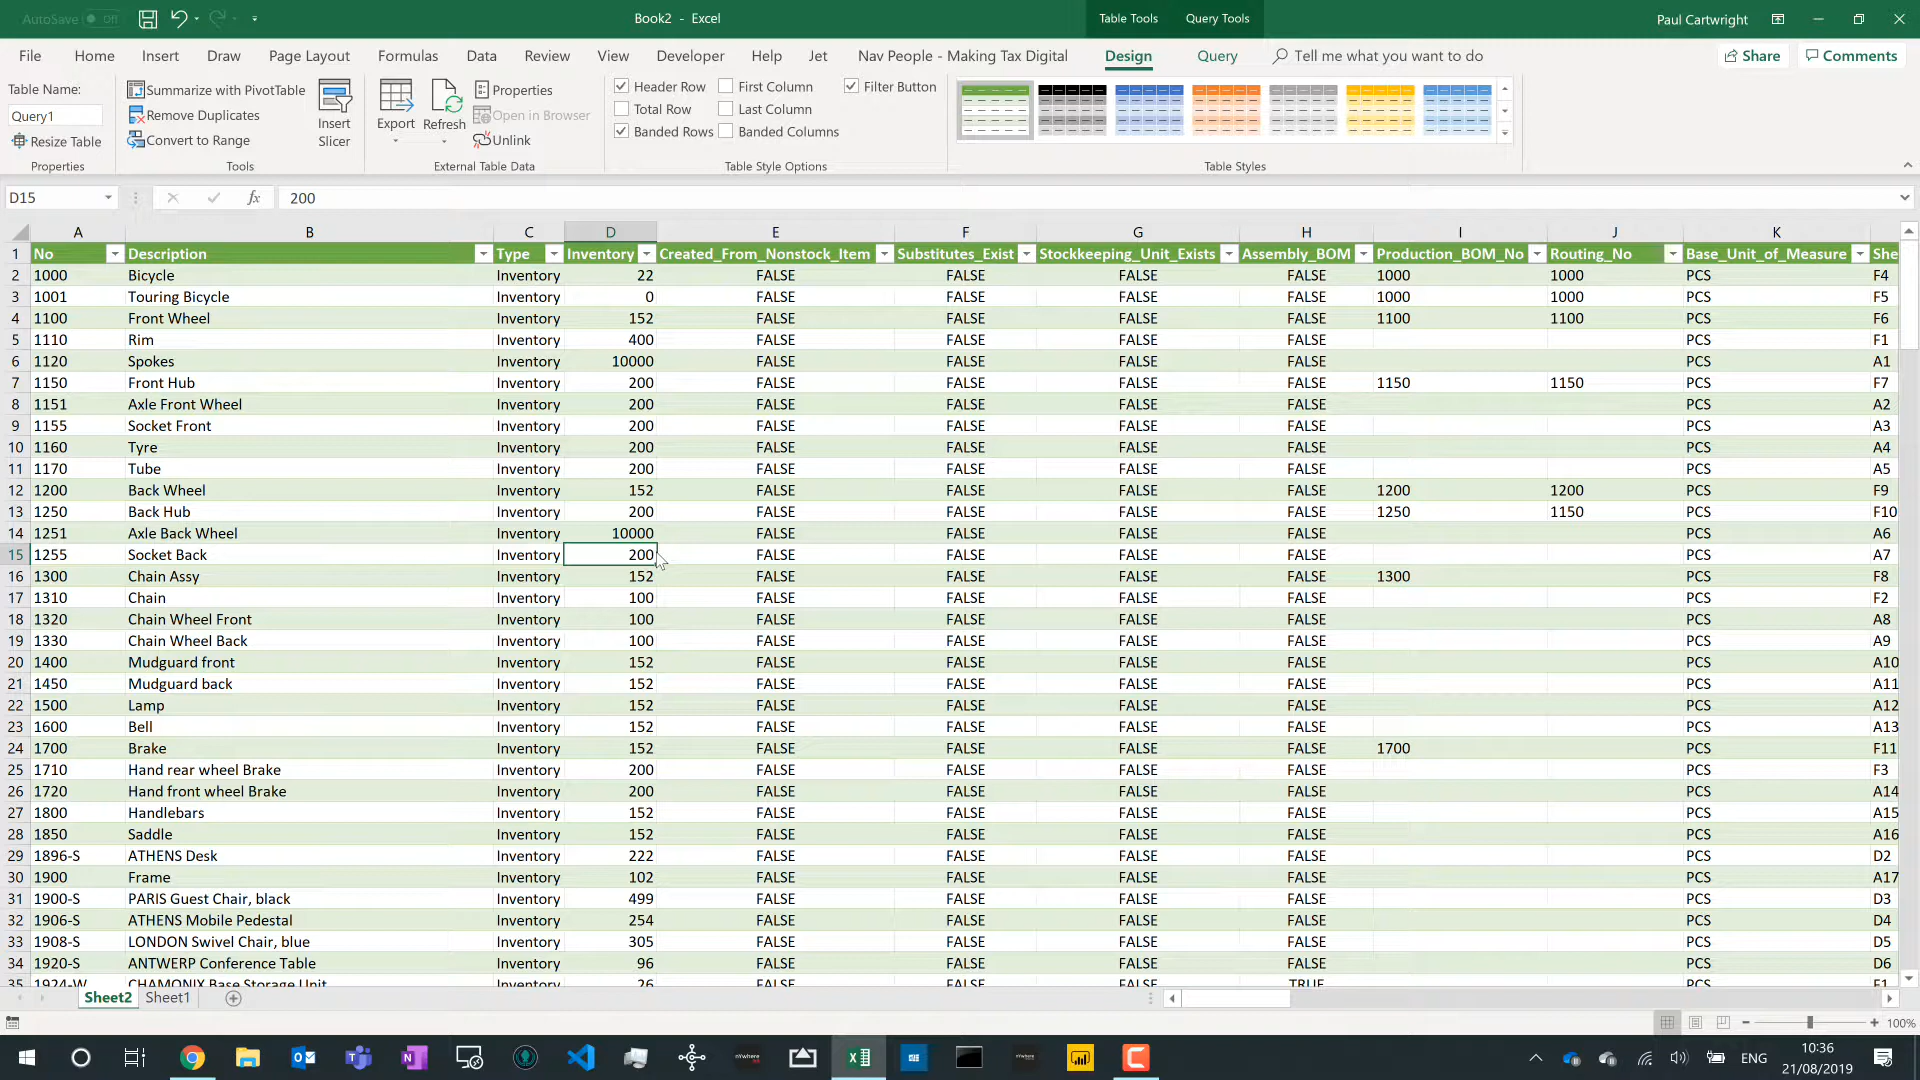 AutoSave Off
Book2 - Excel
Table Tools Query Tools
Paul Cartwright
File Home Insert Draw Page Layout Formulas Data Review View Developer Help Jet Nav People - Making Tax Digital Design Query Tell me what you want to do Share Comments
Table Name:
Query1
Resize Table
Properties
Summarize with PivotTable
Remove Duplicates
Convert to Range
Insert
Slicer
Tools
Export
Refresh
Properties
Open in Browser
Unlink
External Table Data
Header Row First Column Filter Button
Total Row Last Column
Banded Rows Banded Columns
Table Style Options
Table Styles
D15 fx 200
A B C D E F G H I J K
1 No Description Type Inventory Created_From_Nonstock_Item Substitutes_Exist Stockkeeping_Unit_Exists Assembly_BOM Production_BOM_No Routing_No Base_Unit_of_Measure She
2 1000 Bicycle Inventory 22 FALSE FALSE FALSE FALSE 1000 1000 PCS F4
3 1001 Touring Bicycle Inventory 0 FALSE FALSE FALSE FALSE 1000 1000 PCS F5
4 1100 Front Wheel Inventory 152 FALSE FALSE FALSE FALSE 1100 1100 PCS F6
5 1110 Rim Inventory 400 FALSE FALSE FALSE FALSE PCS F1
6 1120 Spokes Inventory 10000 FALSE FALSE FALSE FALSE PCS A1
7 1150 Front Hub Inventory 200 FALSE FALSE FALSE FALSE 1150 1150 PCS F7
8 1151 Axle Front Wheel Inventory 200 FALSE FALSE FALSE FALSE PCS A2
9 1155 Socket Front Inventory 200 FALSE FALSE FALSE FALSE PCS A3
10 1160 Tyre Inventory 200 FALSE FALSE FALSE FALSE PCS A4
11 1170 Tube Inventory 200 FALSE FALSE FALSE FALSE PCS A5
12 1200 Back Wheel Inventory 152 FALSE FALSE FALSE FALSE 1200 1200 PCS F9
13 1250 Back Hub Inventory 200 FALSE FALSE FALSE FALSE 1250 1150 PCS F10
14 1251 Axle Back Wheel Inventory 10000 FALSE FALSE FALSE FALSE PCS A6
15 1255 Socket Back Inventory 200 FALSE FALSE FALSE FALSE PCS A7
16 1300 Chain Assy Inventory 152 FALSE FALSE FALSE FALSE 1300 PCS F8
17 1310 Chain Inventory 100 FALSE FALSE FALSE FALSE PCS F2
18 1320 Chain Wheel Front Inventory 100 FALSE FALSE FALSE FALSE PCS A8
19 1330 Chain Wheel Back Inventory 100 FALSE FALSE FALSE FALSE PCS A9
20 1400 Mudguard front Inventory 152 FALSE FALSE FALSE FALSE PCS A10
21 1450 Mudguard back Inventory 152 FALSE FALSE FALSE FALSE PCS A11
22 1500 Lamp Inventory 152 FALSE FALSE FALSE FALSE PCS A12
23 1600 Bell Inventory 152 FALSE FALSE FALSE FALSE PCS A13
24 1700 Brake Inventory 152 FALSE FALSE FALSE FALSE 1700 PCS F11
25 1710 Hand rear wheel Brake Inventory 200 FALSE FALSE FALSE FALSE PCS F3
26 1720 Hand front wheel Brake Inventory 200 FALSE FALSE FALSE FALSE PCS A14
27 1800 Handlebars Inventory 152 FALSE FALSE FALSE FALSE PCS A15
28 1850 Saddle Inventory 152 FALSE FALSE FALSE FALSE PCS A16
29 1896-S ATHENS Desk Inventory 222 FALSE FALSE FALSE FALSE PCS D2
30 1900 Frame Inventory 102 FALSE FALSE FALSE FALSE PCS A17
31 1900-S PARIS Guest Chair, black Inventory 499 FALSE FALSE FALSE FALSE PCS D3
32 1906-S ATHENS Mobile Pedestal Inventory 254 FALSE FALSE FALSE FALSE PCS D4
33 1908-S LONDON Swivel Chair, blue Inventory 305 FALSE FALSE FALSE FALSE PCS D5
34 1920-S ANTWERP Conference Table Inventory 96 FALSE FALSE FALSE FALSE PCS D6
35 1924-W CHAMONIX Base Storage Unit Inventory 26 FALSE FALSE FALSE TRUE PCS
Sheet2 Sheet1
100%
ENG
10:36
21/08/2019